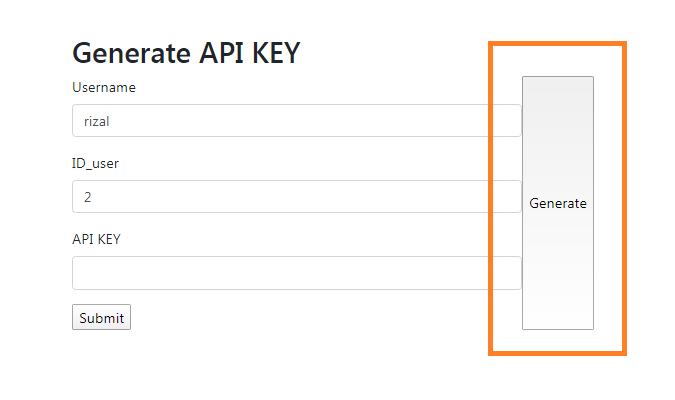 Generate API KEY
Username
rizal
ID_user
2
API KEY
Submit
Generate